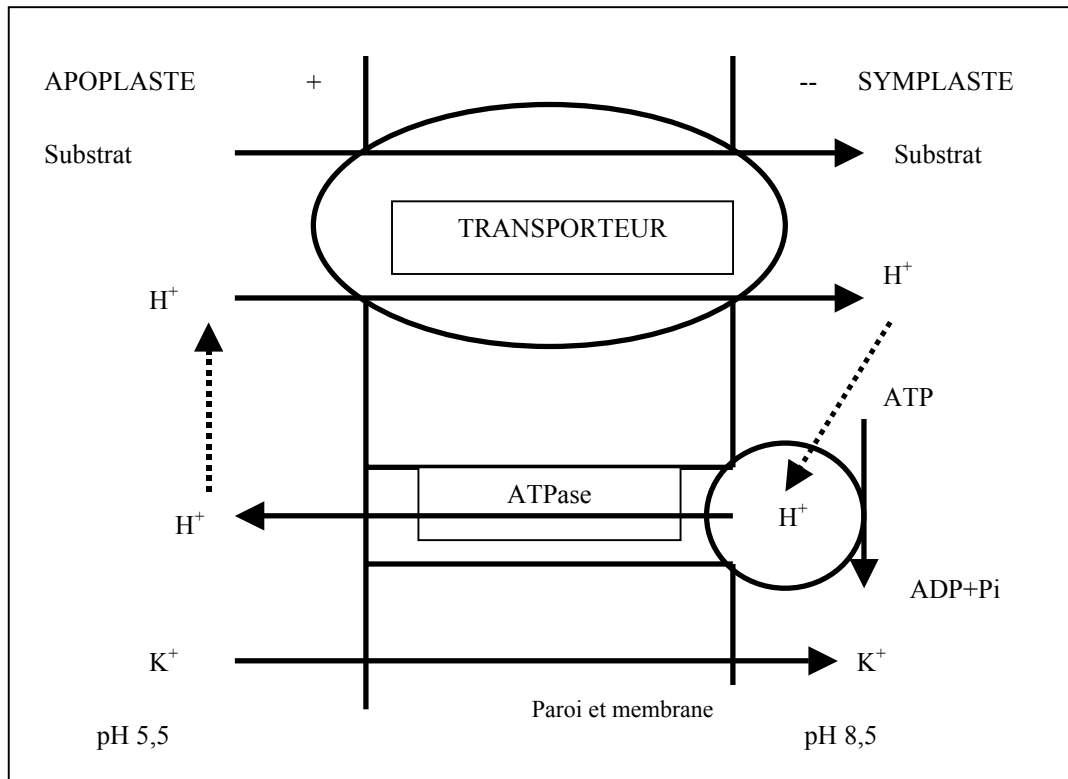 APOPLASTE + -- SYMPLASTE
Substrat Substrat
TRANSPORTEUR
H⁺ H⁺
ATP
ATPase
H⁺ H⁺
ADP+Pi
K⁺ K⁺
Paroi et membrane
pH 5,5 pH 8,5